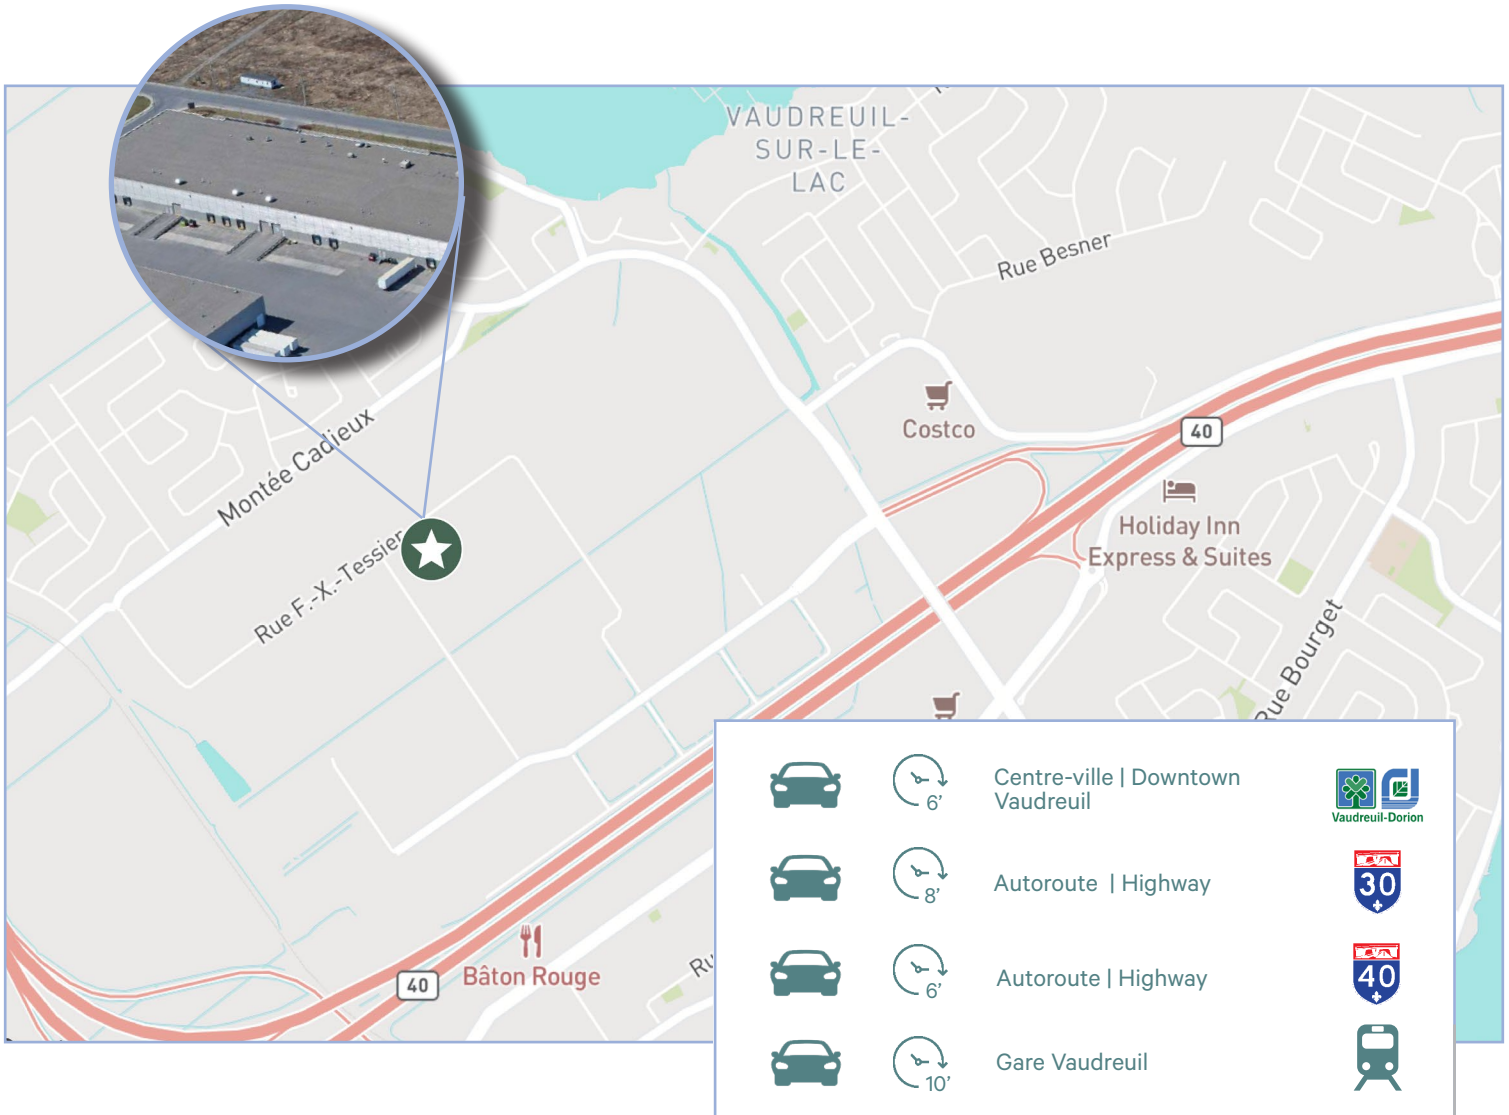 VAUDREUIL-
SUR-LE-
LAC
Rue Besner
Costco
40
Montée Cadieux
Holiday Inn
Express & Suites
Rue F.-X.-Tessier
Rue Bourget
Bâton Rouge
40
6’
Centre-ville | Downtown
Vaudreuil
Vaudreuil-Dorion
8’
Autoroute | Highway
30
6’
Autoroute | Highway
40
10’
Gare Vaudreuil